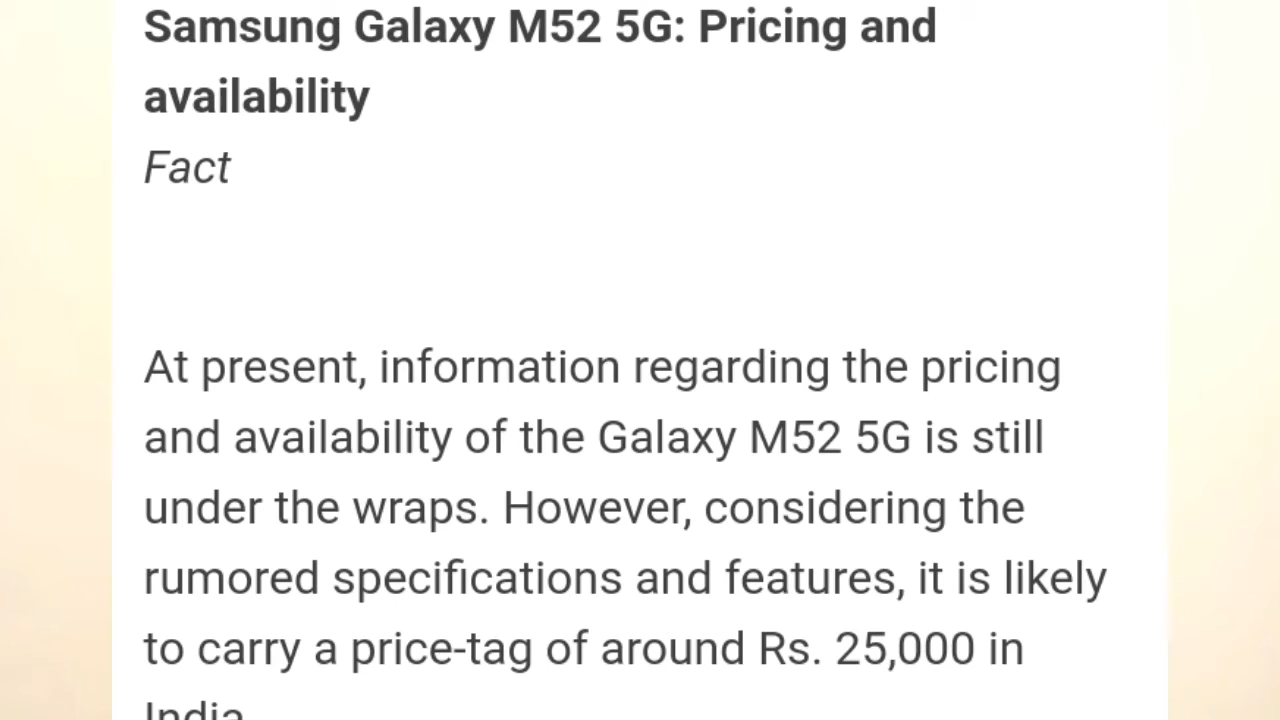 Samsung Galaxy M52 5G: Pricing and
availability
Fact
At present, information regarding the pricing
and availability of the Galaxy M52 5G is still
under the wraps. However, considering the
rumored specifications and features, it is likely
to carry a price-tag of around Rs. 25,000 in
India